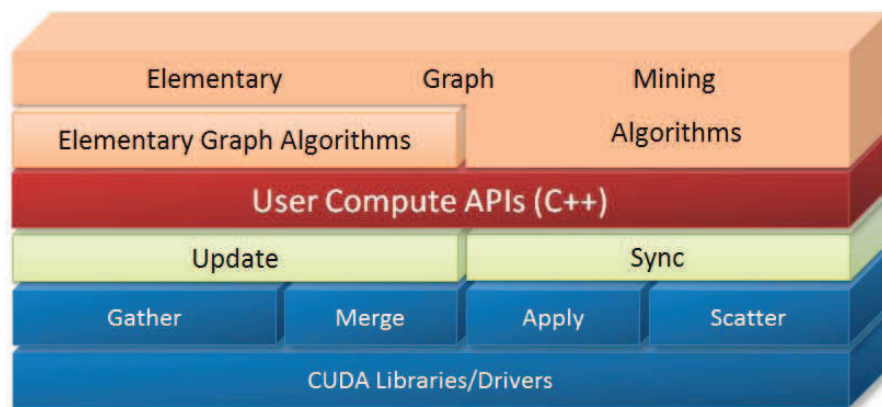 Elementary Graph Mining
Algorithms
Elementary Graph Algorithms
User Compute APIs (C++)
Update Sync
Gather Merge Apply Scatter
CUDA Libraries/Drivers